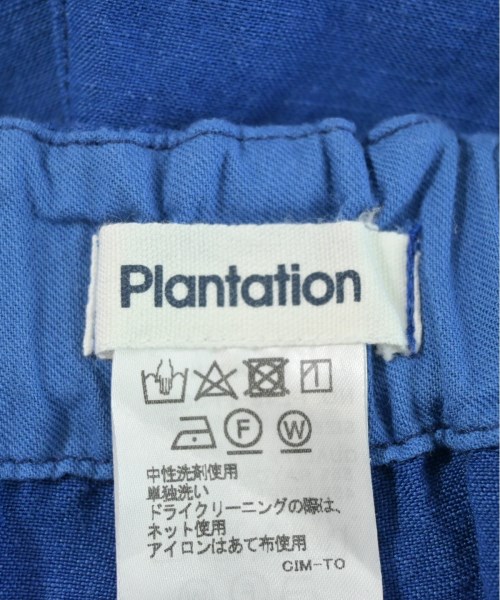 Plantation
F W
中性洗剤使用
単独洗い
ドライクリーニングの際は、
ネット使用
アイロンはあて布使用
CIM-TO